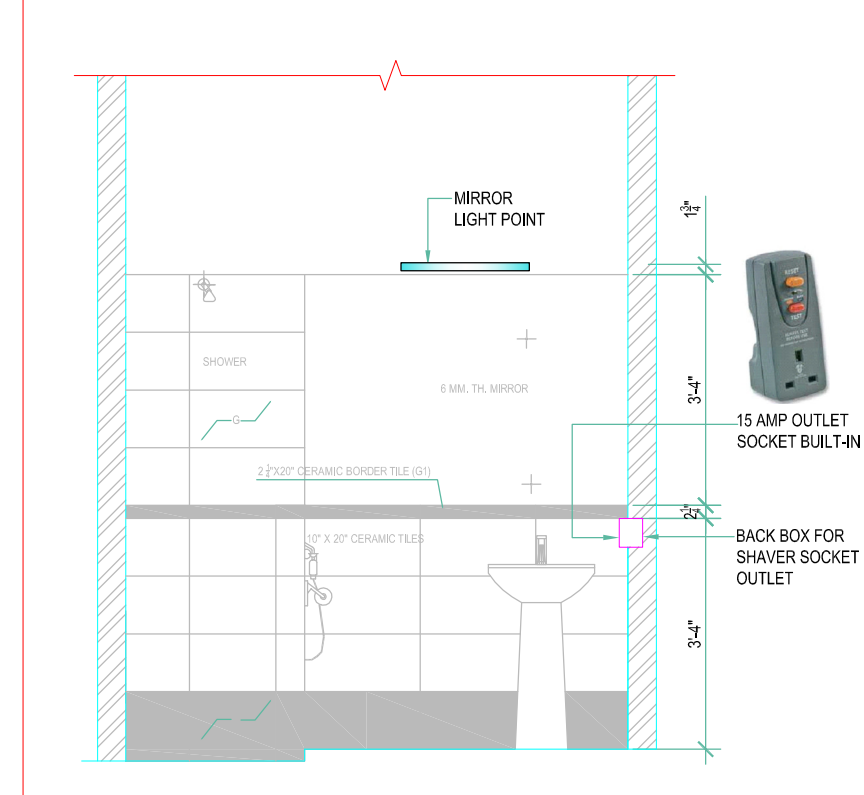 MIRROR
LIGHT POINT
1¾"
RESET
TEST
SHOWER
3'-4"
6 MM. TH. MIRROR
G
15 AMP OUTLET
SOCKET BUILT-IN
2 ¼"X20" CERAMIC BORDER TILE (G1)
2¼"
10" X 20" CERAMIC TILES
BACK BOX FOR
SHAVER SOCKET
OUTLET
3'-4"